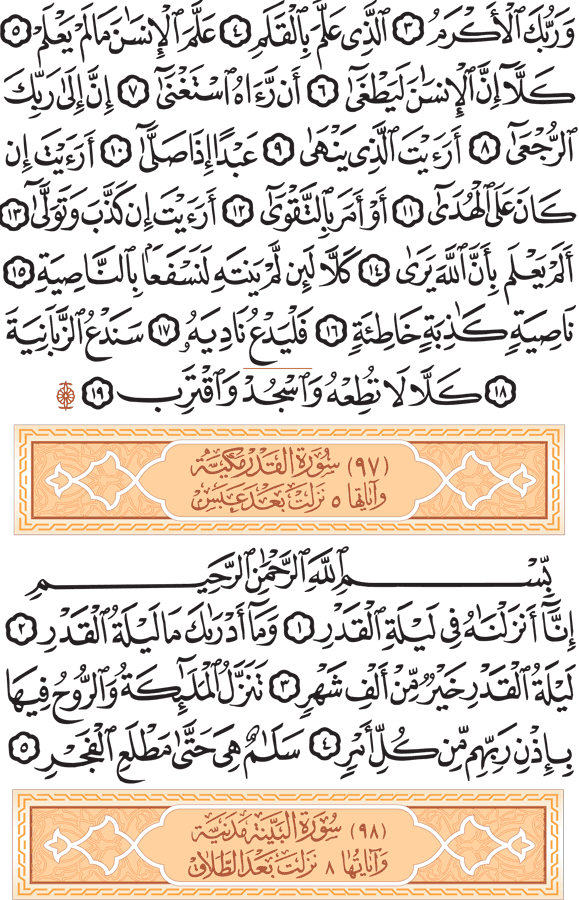 وَرَبُّكَ ٱلْأَكْرَمُ ٣ ٱلَّذِى عَلَّمَ بِٱلْقَلَمِ ٤ عَلَّمَ ٱلْإِنسَٰنَ مَا لَمْ يَعْلَمْ ٥
كَلَّآ إِنَّ ٱلْإِنسَٰنَ لَيَطْغَىٰٓ ٦ أَن رَّءَاهُ ٱسْتَغْنَىٰٓ ٧ إِنَّ إِلَىٰ رَبِّكَ
ٱلرُّجْعَىٰٓ ٨ أَرَءَيْتَ ٱلَّذِى يَنْهَىٰ ٩ عَبْدًا إِذَا صَلَّىٰٓ ١٠ أَرَءَيْتَ إِن
كَانَ عَلَى ٱلْهُدَىٰٓ ١١ أَوْ أَمَرَ بِٱلتَّقْوَىٰٓ ١٢ أَرَءَيْتَ إِن كَذَّبَ وَتَوَلَّىٰٓ ١٣
أَلَمْ يَعْلَم بِأَنَّ ٱللَّهَ يَرَىٰ ١٤ كَلَّا لَئِن لَّمْ يَنتَهِ لَنَسْفَعًۢا بِٱلنَّاصِيَةِ ١٥
نَاصِيَةٍ كَٰذِبَةٍ خَاطِئَةٍ ١٦ فَلْيَدْعُ نَادِيَهُۥ ١٧ سَنَدْعُ ٱلزَّبَانِيَةَ
١٨ كَلَّا لَا تُطِعْهُ وَٱسْجُدْ وَٱقْتَرِب ١٩ ۩
(٩٧) سُورَةُ القَدْرِ مَكِّيَّةٌ
وَآيَاتُهَا ٥ نَزَلَتْ بَعْدَ عَبَسَ
بِّسْمِ ٱللَّهِ ٱلرَّحْمَٰنِ ٱلرَّحِيمِ
إِنَّآ أَنزَلْنَٰهُ فِى لَيْلَةِ ٱلْقَدْرِ ١ وَمَآ أَدْرَىٰكَ مَا لَيْلَةُ ٱلْقَدْرِ ٢
لَيْلَةُ ٱلْقَدْرِ خَيْرٌ مِّنْ أَلْفِ شَهْرٍ ٣ تَنَزَّلُ ٱلْمَلَٰٓئِكَةُ وَٱلرُّوحُ فِيهَا
بِإِذْنِ رَبِّهِم مِّن كُلِّ أَمْرٍ ٤ سَلَٰمٌ هِىَ حَتَّىٰ مَطْلَعِ ٱلْفَجْرِ ٥
(٩٨) سُورَةُ البَيِّنَةِ مَدَنِيَّةٌ
وَآيَاتُهَا ٨ نَزَلَتْ بَعْدَ الطَّلَاقِ